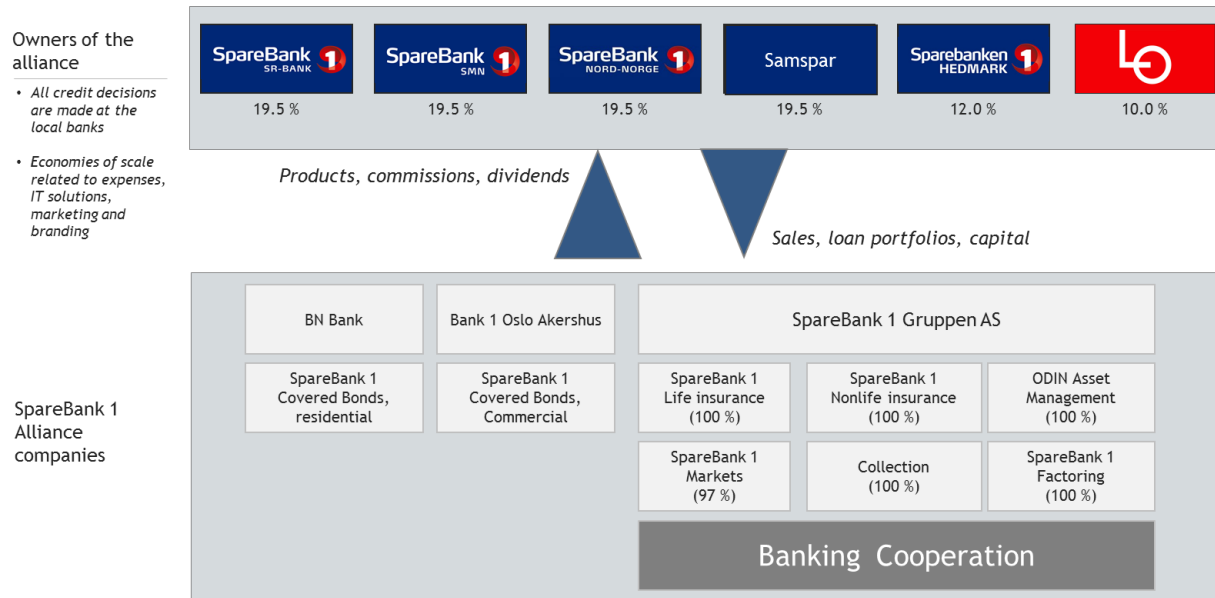 Owners of the
alliance
• All credit decisions
are made at the
local banks
• Economies of scale
related to expenses,
IT solutions,
marketing and
branding
SpareBank 1
SR-BANK
19.5 %
SpareBank 1
SMN
19.5 %
SpareBank 1
NORD-NORGE
19.5 %
Samspar
19.5 %
Sparebanken 1
HEDMARK
12.0 %
LO
10.0 %
Products, commissions, dividends
Sales, loan portfolios, capital
SpareBank 1
Alliance
companies
BN Bank
Bank 1 Oslo Akershus
SpareBank 1 Gruppen AS
SpareBank 1
Covered Bonds,
residential
SpareBank 1
Covered Bonds,
Commercial
SpareBank 1
Life insurance
(100 %)
SpareBank 1
Nonlife insurance
(100 %)
ODIN Asset
Management
(100 %)
SpareBank 1
Markets
(97 %)
Collection
(100 %)
SpareBank 1
Factoring
(100 %)
Banking Cooperation